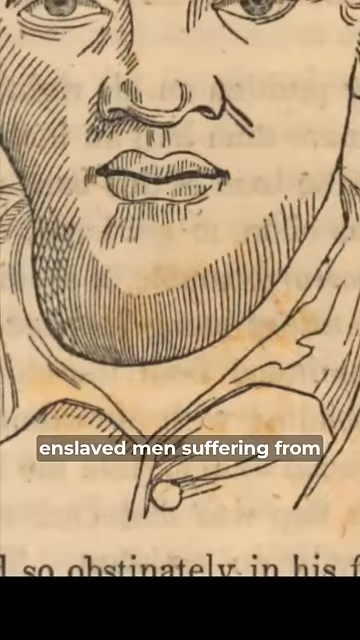 enslaved men suffering from
so obstinately in his